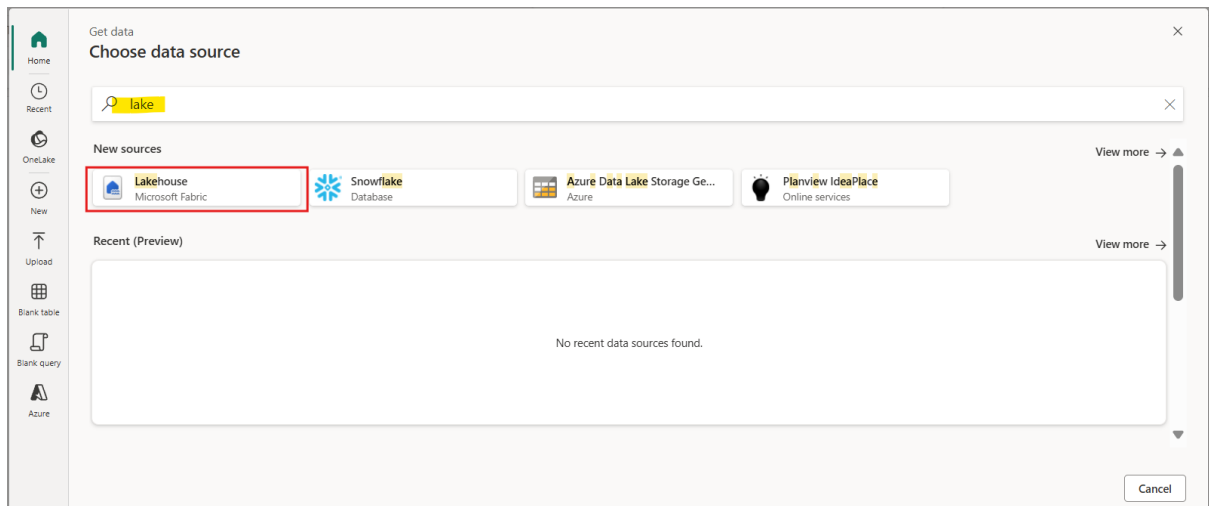 Home
Recent
OneLake
New
Upload
Blank table
Blank query
Azure
Get data
Choose data source
lake
New sources
View more
Lakehouse
Microsoft Fabric
Snowflake
Database
Azure Data Lake Storage Ge...
Azure
Planview IdeaPlace
Online services
Recent (Preview)
View more
No recent data sources found.
Cancel